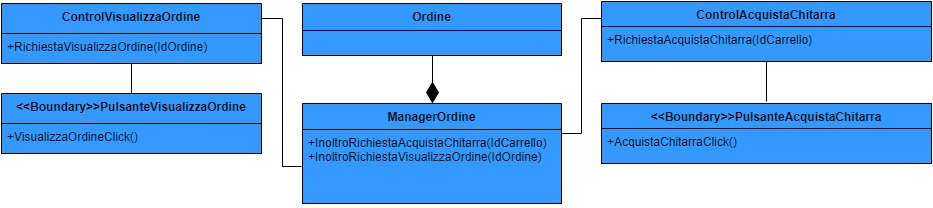 ControlVisualizzaOrdine
+RichiestaVisualizzaOrdine(IdOrdine)
<<Boundary>>PulsanteVisualizzaOrdine
+VisualizzaOrdineClick()
Ordine
ManagerOrdine
+InoltroRichiestaAcquistaChitarra(IdCarrello)
+InoltroRichiestaVisualizzaOrdine(IdOrdine)
ControlAcquistaChitarra
+RichiestaAcquistaChitarra(IdCarrello)
<<Boundary>>PulsanteAcquistaChitarra
+AcquistaChitarraClick()